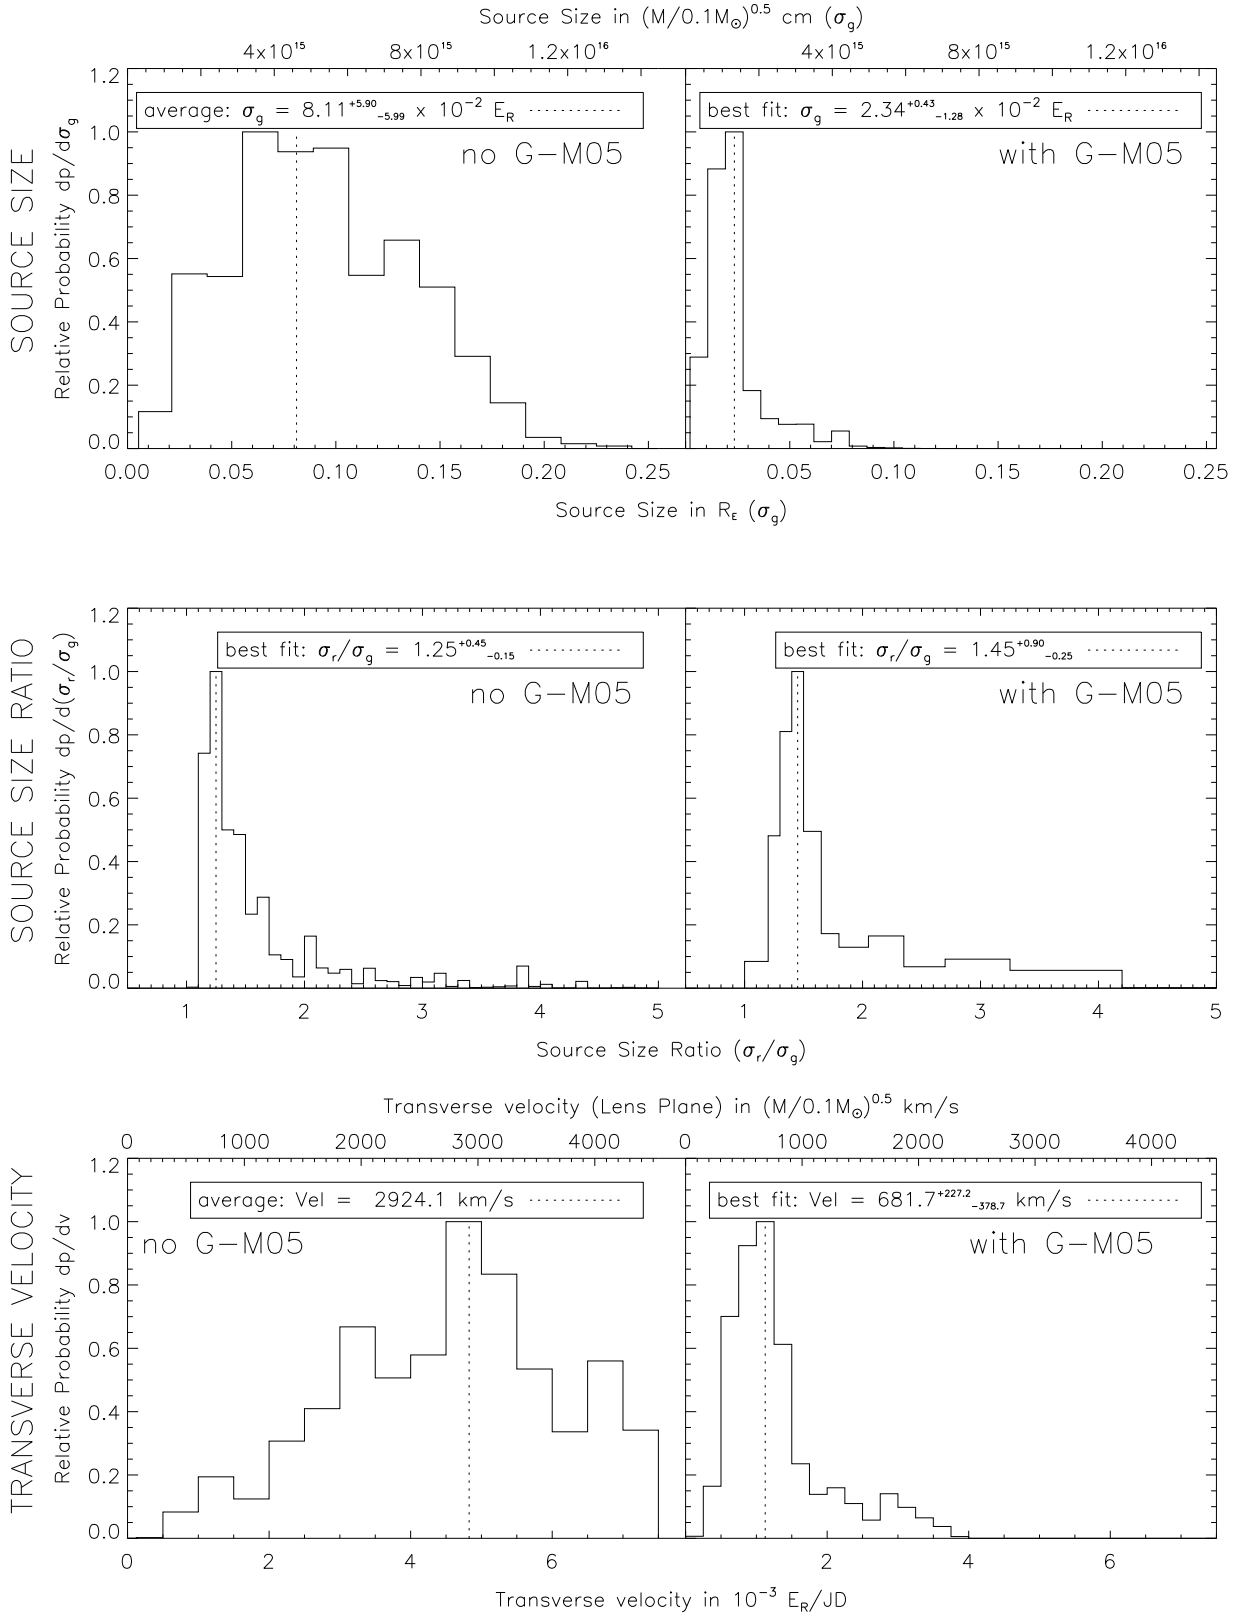 Source Size in (M/0.1M☉)^0.5 cm (σg)
4x10^15 8x10^15 1.2x10^16 4x10^15 8x10^15 1.2x10^16
SOURCE SIZE
Relative Probability dp/dσg
1.2
1.0
0.8
0.6
0.4
0.2
0.0
average: σg = 8.11 +5.90 −5.99 x 10^−2 ER
no G−M05
best fit: σg = 2.34 +0.43 −1.28 x 10^−2 ER
with G−M05
0.00 0.05 0.10 0.15 0.20 0.25 0.05 0.10 0.15 0.20 0.25
Source Size in RE (σg)
SOURCE SIZE RATIO
Relative Probability dp/d(σr/σg)
1.2
1.0
0.8
0.6
0.4
0.2
0.0
best fit: σr/σg = 1.25 +0.45 −0.15
no G−M05
best fit: σr/σg = 1.45 +0.90 −0.25
with G−M05
1 2 3 4 5 1 2 3 4 5
Source Size Ratio (σr/σg)
Transverse velocity (Lens Plane) in (M/0.1M☉)^0.5 km/s
0 1000 2000 3000 4000 0 1000 2000 3000 4000
TRANSVERSE VELOCITY
Relative Probability dp/dv
1.2
1.0
0.8
0.6
0.4
0.2
0.0
average: Vel = 2924.1 km/s
no G−M05
best fit: Vel = 681.7 +227.2 −378.7 km/s
with G−M05
0 2 4 6 2 4 6
Transverse velocity in 10^−3 ER/JD